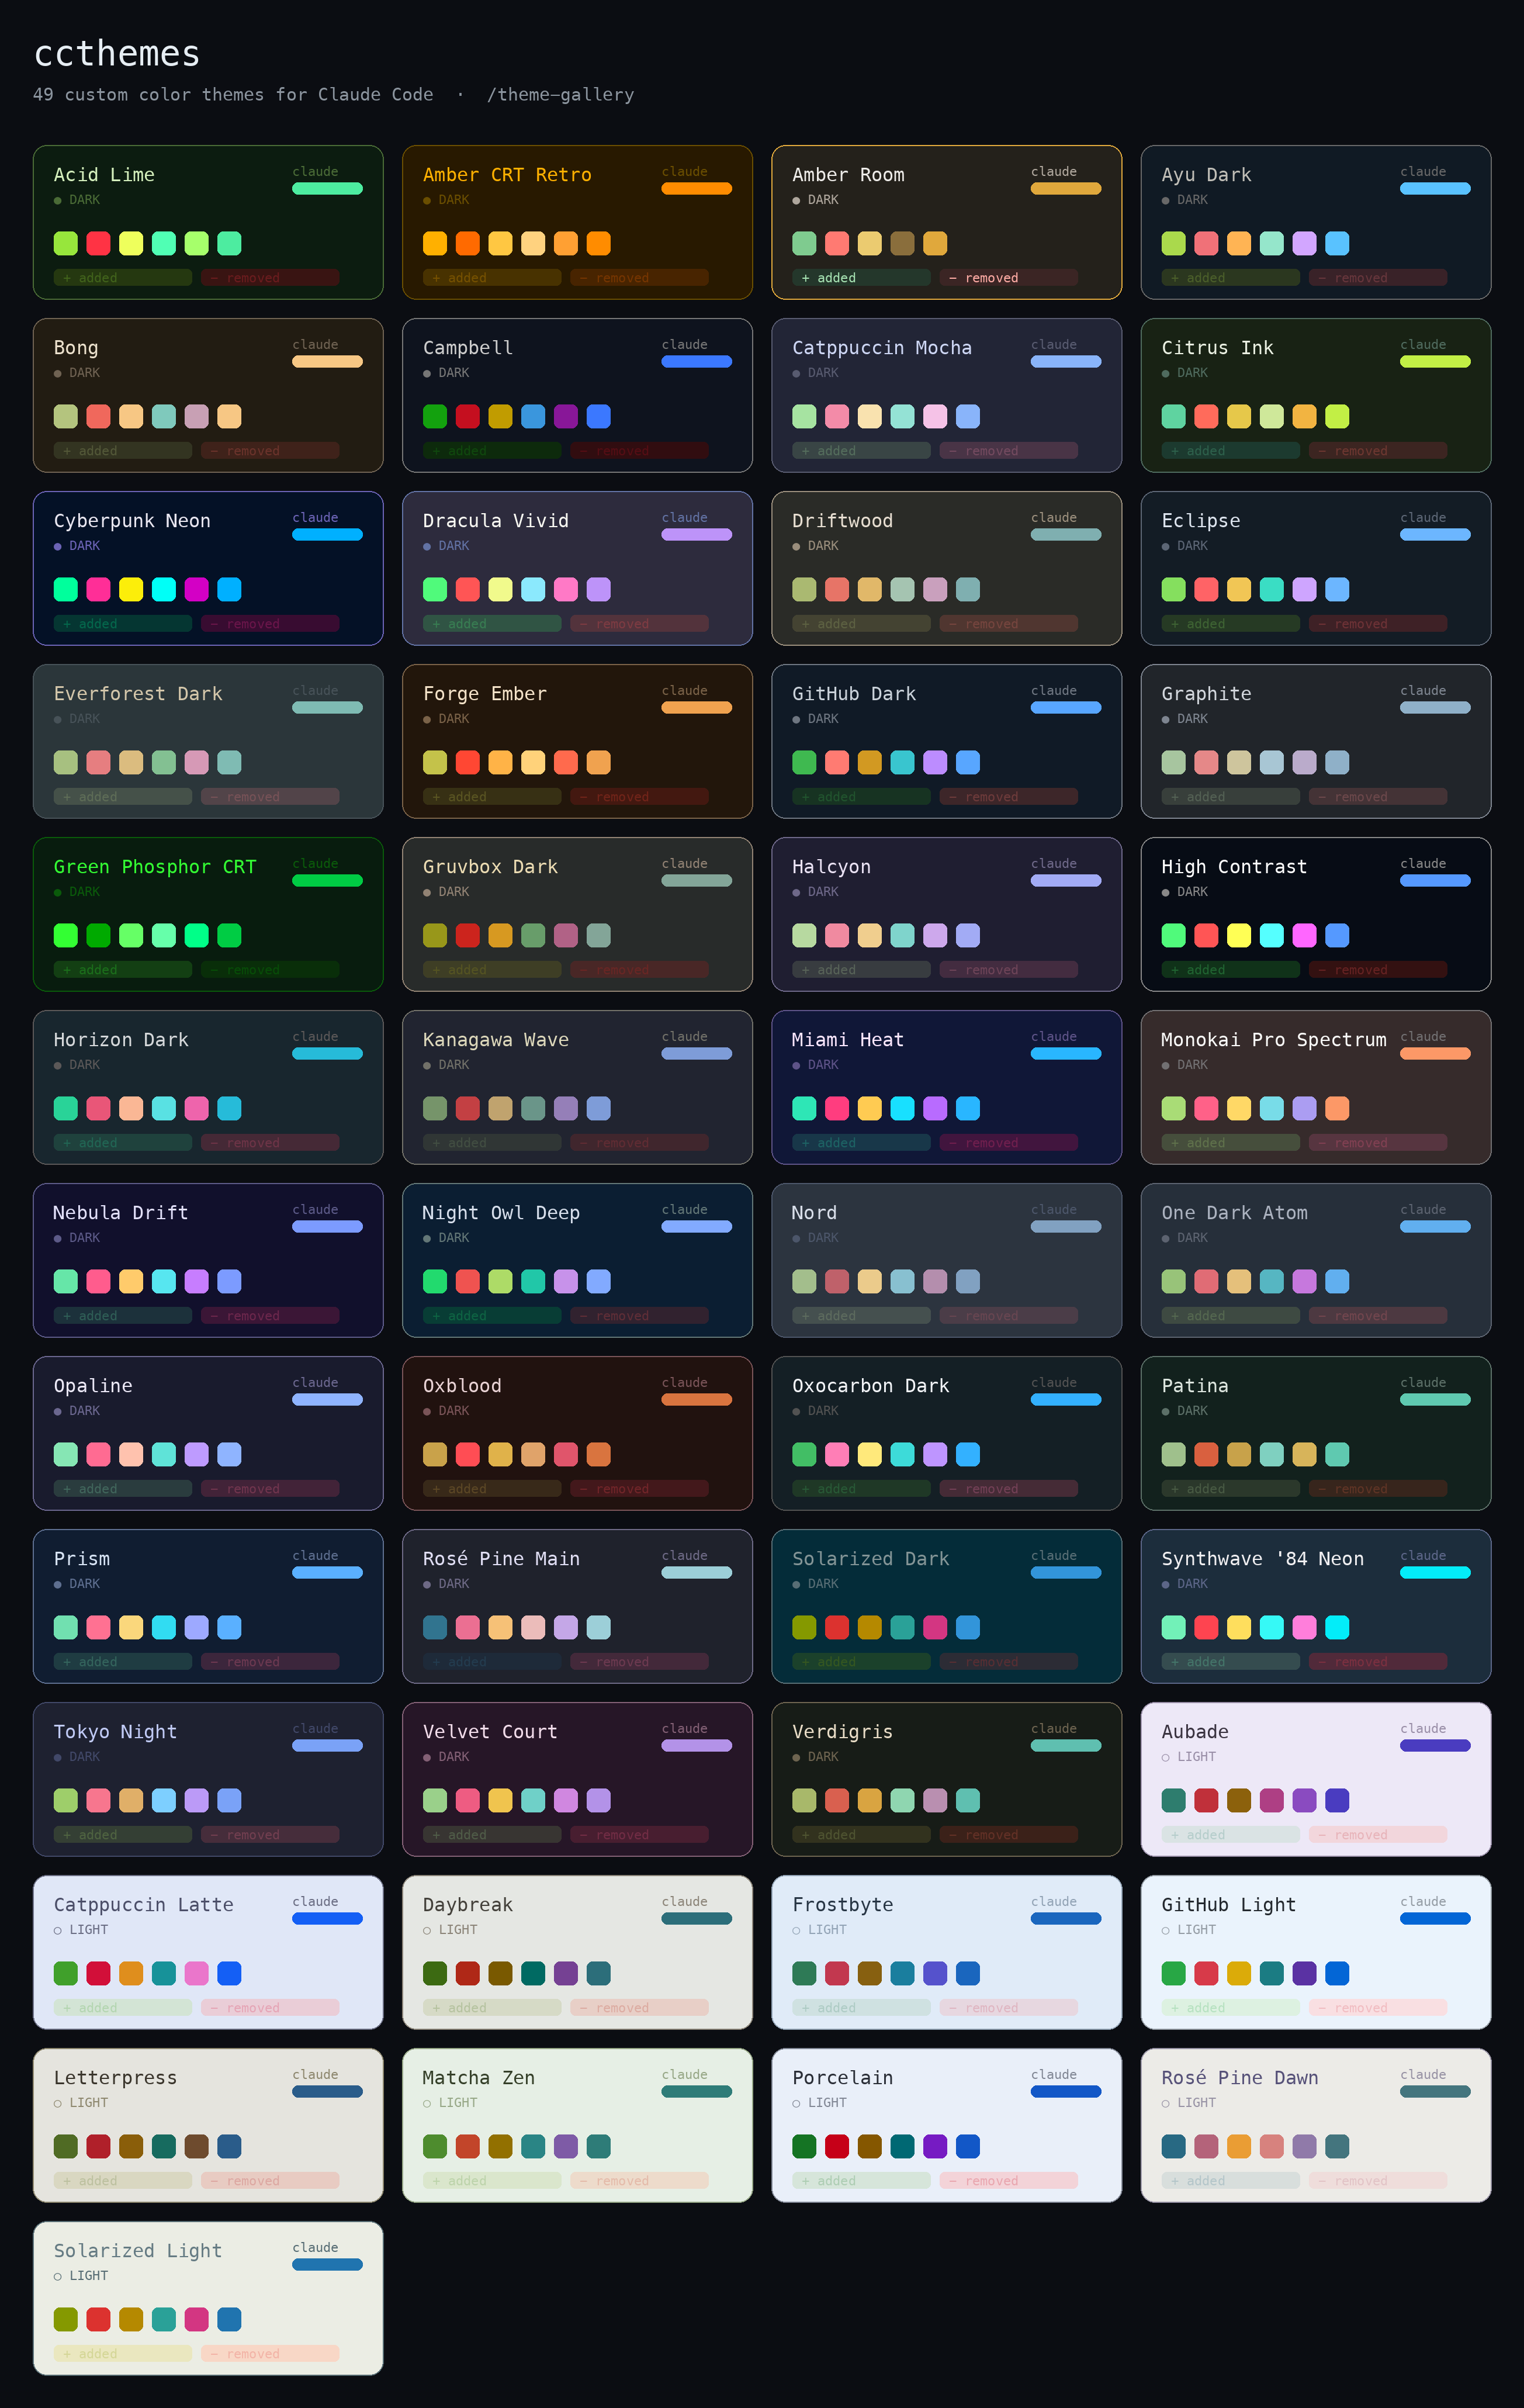 ccthemes
49 custom color themes for Claude Code · /theme-gallery
Acid Lime
claude
● DARK
+ added
− removed
Amber CRT Retro
claude
● DARK
+ added
− removed
Amber Room
claude
● DARK
+ added
− removed
Ayu Dark
claude
● DARK
+ added
− removed
Bong
claude
● DARK
+ added
− removed
Campbell
claude
● DARK
+ added
− removed
Catppuccin Mocha
claude
● DARK
+ added
− removed
Citrus Ink
claude
● DARK
+ added
− removed
Cyberpunk Neon
claude
● DARK
+ added
− removed
Dracula Vivid
claude
● DARK
+ added
− removed
Driftwood
claude
● DARK
+ added
− removed
Eclipse
claude
● DARK
+ added
− removed
Everforest Dark
claude
● DARK
+ added
− removed
Forge Ember
claude
● DARK
+ added
− removed
GitHub Dark
claude
● DARK
+ added
− removed
Graphite
claude
● DARK
+ added
− removed
Green Phosphor CRT
claude
● DARK
+ added
− removed
Gruvbox Dark
claude
● DARK
+ added
− removed
Halcyon
claude
● DARK
+ added
− removed
High Contrast
claude
● DARK
+ added
− removed
Horizon Dark
claude
● DARK
+ added
− removed
Kanagawa Wave
claude
● DARK
+ added
− removed
Miami Heat
claude
● DARK
+ added
− removed
Monokai Pro Spectrum
claude
● DARK
+ added
− removed
Nebula Drift
claude
● DARK
+ added
− removed
Night Owl Deep
claude
● DARK
+ added
− removed
Nord
claude
● DARK
+ added
− removed
One Dark Atom
claude
● DARK
+ added
− removed
Opaline
claude
● DARK
+ added
− removed
Oxblood
claude
● DARK
+ added
− removed
Oxocarbon Dark
claude
● DARK
+ added
− removed
Patina
claude
● DARK
+ added
− removed
Prism
claude
● DARK
+ added
− removed
Rosé Pine Main
claude
● DARK
+ added
− removed
Solarized Dark
claude
● DARK
+ added
− removed
Synthwave '84 Neon
claude
● DARK
+ added
− removed
Tokyo Night
claude
● DARK
+ added
− removed
Velvet Court
claude
● DARK
+ added
− removed
Verdigris
claude
● DARK
+ added
− removed
Aubade
claude
○ LIGHT
+ added
− removed
Catppuccin Latte
claude
○ LIGHT
+ added
− removed
Daybreak
claude
○ LIGHT
+ added
− removed
Frostbyte
claude
○ LIGHT
+ added
− removed
GitHub Light
claude
○ LIGHT
+ added
− removed
Letterpress
claude
○ LIGHT
+ added
− removed
Matcha Zen
claude
○ LIGHT
+ added
− removed
Porcelain
claude
○ LIGHT
+ added
− removed
Rosé Pine Dawn
claude
○ LIGHT
+ added
− removed
Solarized Light
claude
○ LIGHT
+ added
− removed